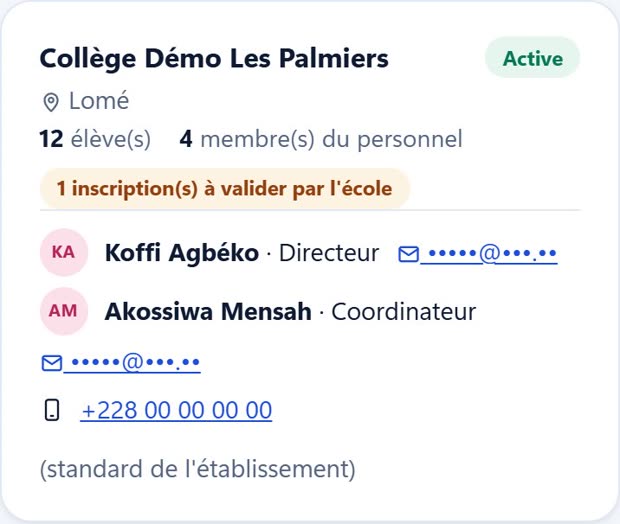 Collège Démo Les Palmiers
Active
Lomé
12 élève(s) 4 membre(s) du personnel
1 inscription(s) à valider par l'école
KA Koffi Agbéko · Directeur •••••@•••.••
AM Akossiwa Mensah · Coordinateur
•••••@•••.••
+228 00 00 00 00
(standard de l'établissement)